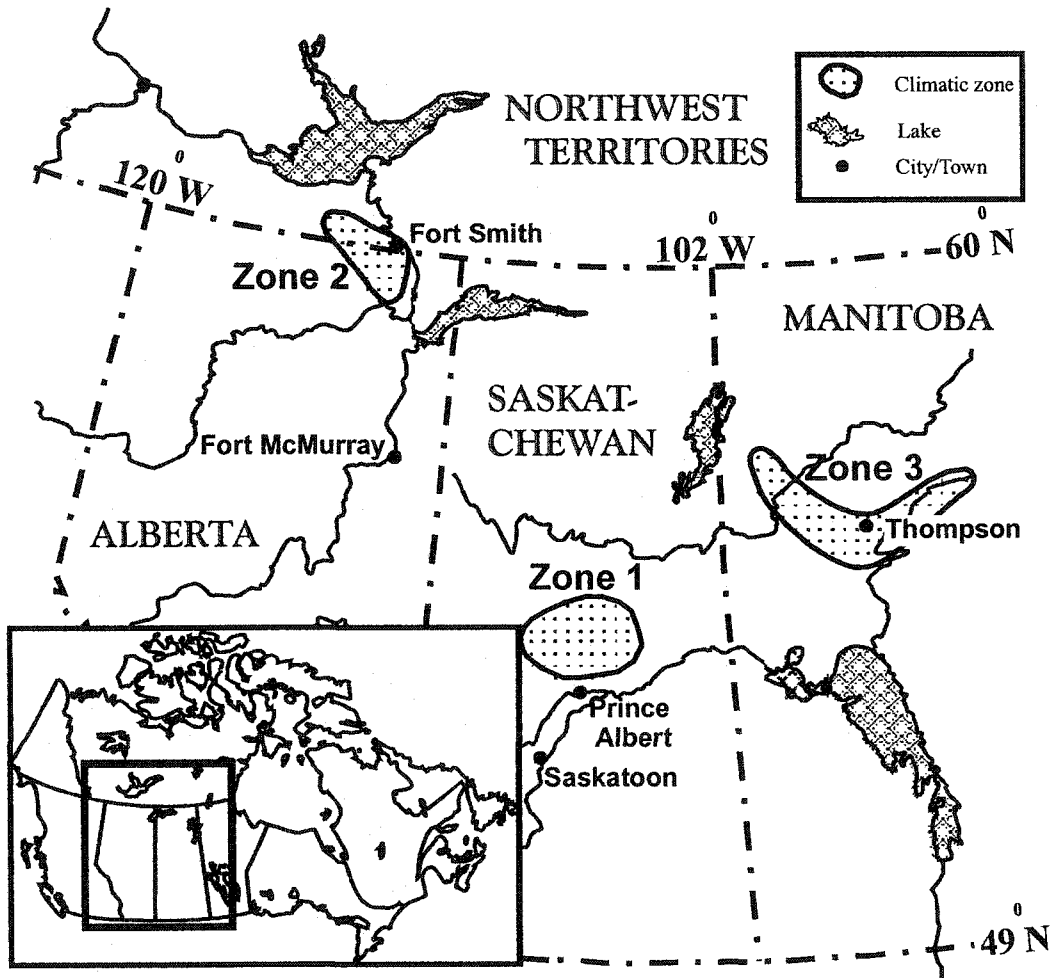 NORTHWEST
TERRITORIES
Climatic zone
Lake
City/Town
120 0 W
Fort Smith
0
102 W
0
60 N
Zone 2
MANITOBA
SASKAT-
CHEWAN
Fort McMurray
Zone 3
ALBERTA
Thompson
Zone 1
Prince
Albert
Saskatoon
0
49 N